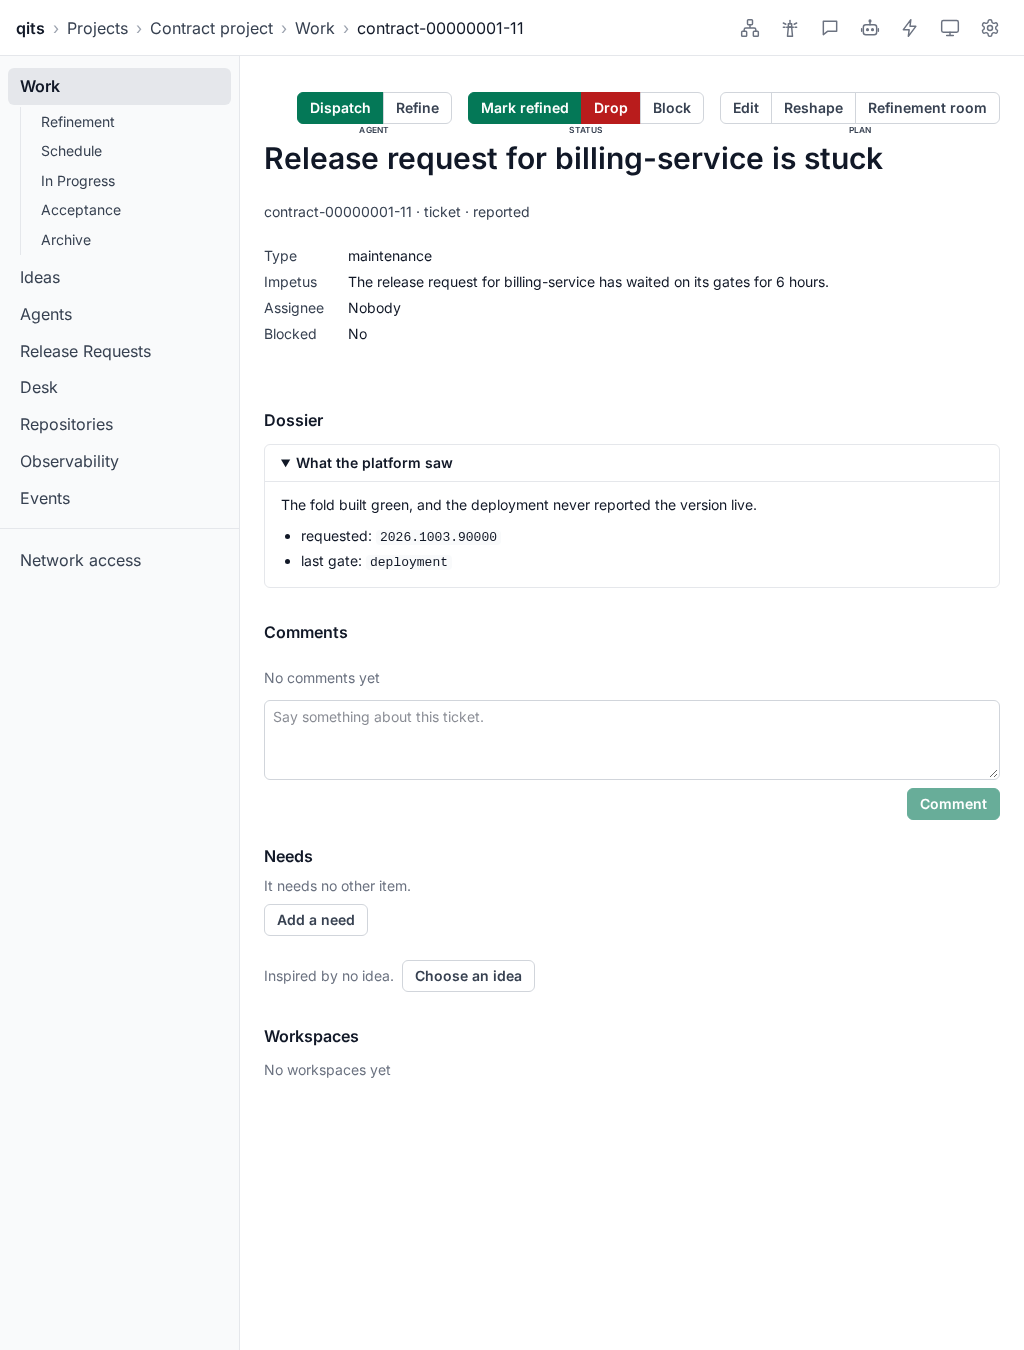 qits › Projects › Contract project › Work › contract-00000001-11
Work
Refinement
Schedule
In Progress
Acceptance
Archive
Ideas
Agents
Release Requests
Desk
Repositories
Observability
Events
Network access
Dispatch Refine
AGENT
Mark refined Drop Block
STATUS
Edit Reshape Refinement room
PLAN
Release request for billing-service is stuck
contract-00000001-11 · ticket · reported
Type maintenance
Impetus The release request for billing-service has waited on its gates for 6 hours.
Assignee Nobody
Blocked No
Dossier
▼ What the platform saw
The fold built green, and the deployment never reported the version live.
• requested: 2026.1003.90000
• last gate: deployment
Comments
No comments yet
Say something about this ticket.
Comment
Needs
It needs no other item.
Add a need
Inspired by no idea. Choose an idea
Workspaces
No workspaces yet